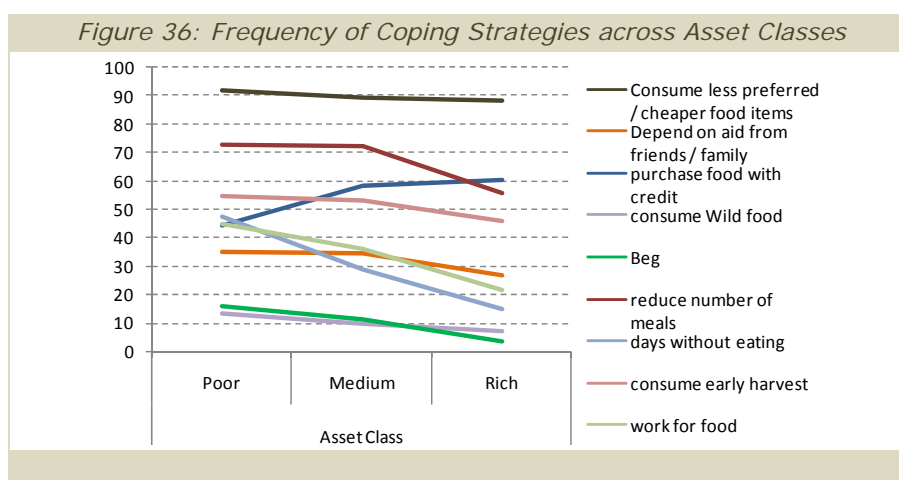 Figure 36: Frequency of Coping Strategies across Asset Classes
100
90
80
70
60
50
40
30
20
10
0
Poor
Medium
Rich
Asset Class
Consume less preferred
/ cheaper food items
Depend on aid from
friends / family
purchase food with
credit
consume Wild food
Beg
reduce number of
meals
days without eating
consume early harvest
work for food